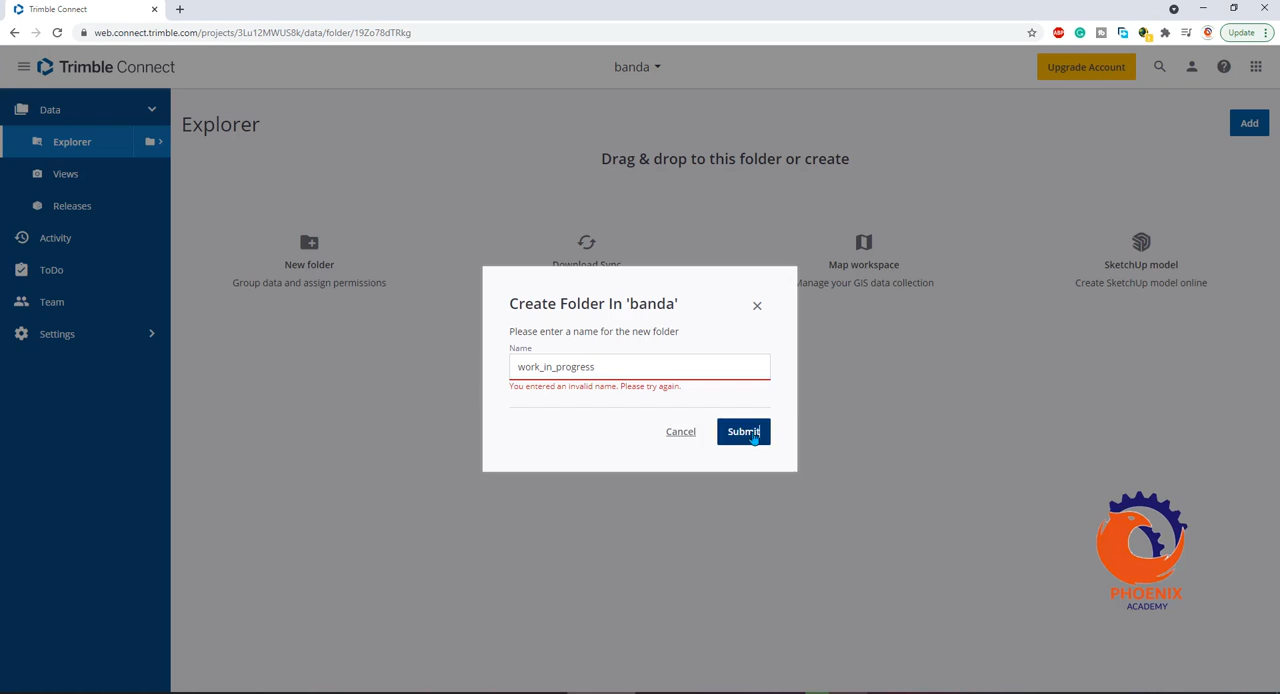 Trimble Connect
web.connect.trimble.com/projects/3Lu12MWUS8k/data/folder/19Zo78dTRkg
ABP
Update
Trimble Connect
banda
Upgrade Account
Data
Explorer
Views
Releases
Activity
ToDo
Team
Settings
Explorer
Add
Drag & drop to this folder or create
New folder
Group data and assign permissions
Download Sync
Map workspace
Manage your GIS data collection
SketchUp model
Create SketchUp model online
Create Folder In 'banda'
Please enter a name for the new folder
Name
work_in_progress
You entered an invalid name. Please try again.
Cancel
Submit
PHOENIX
ACADEMY